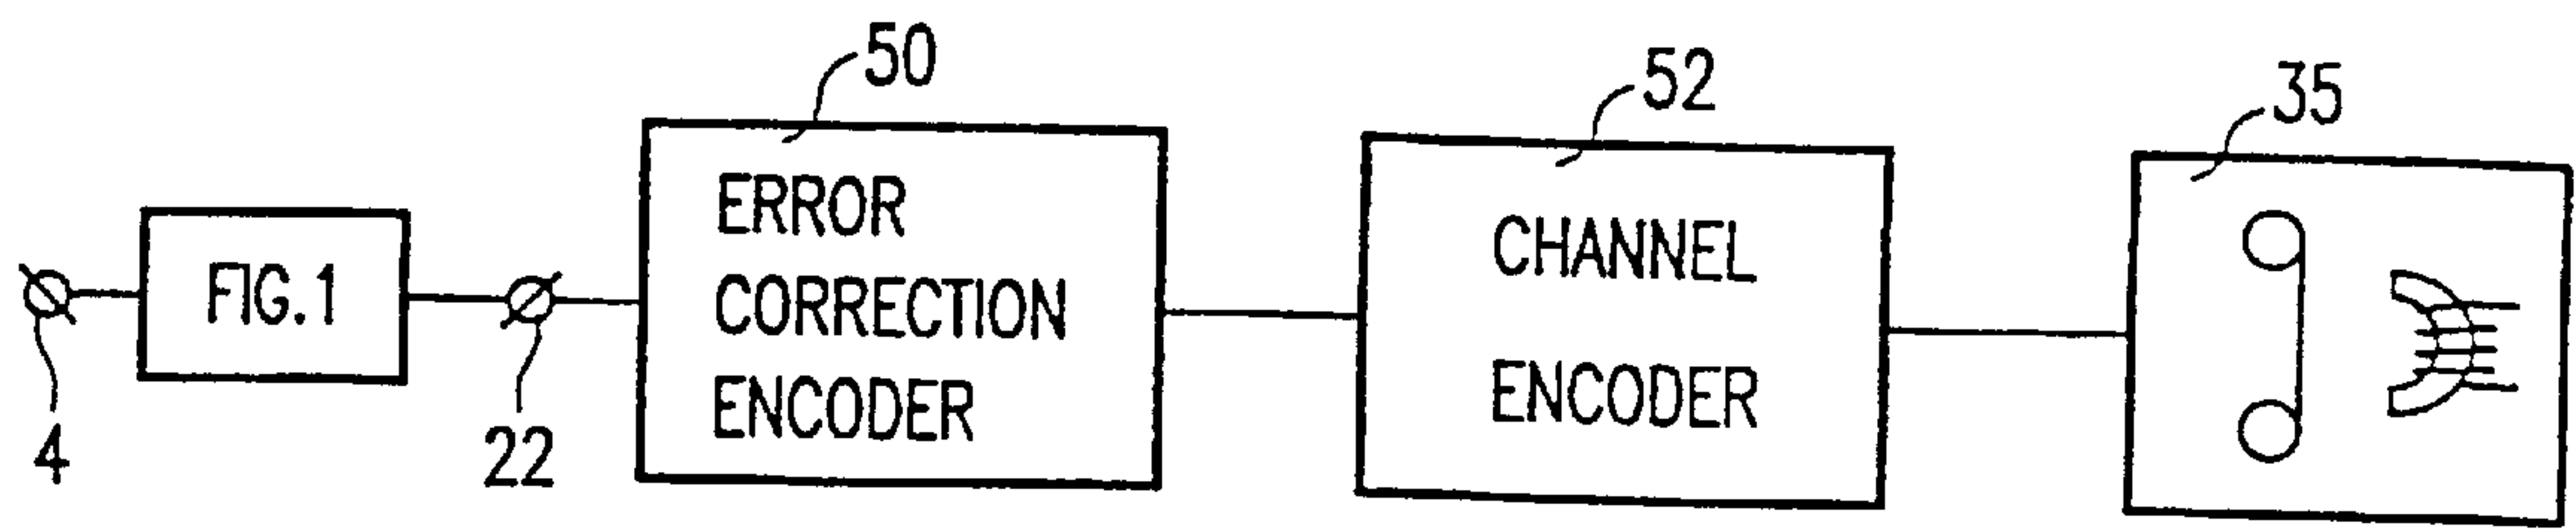 50
52
35
ERROR
CORRECTION
ENCODER
CHANNEL
ENCODER
FIG.1
4
22